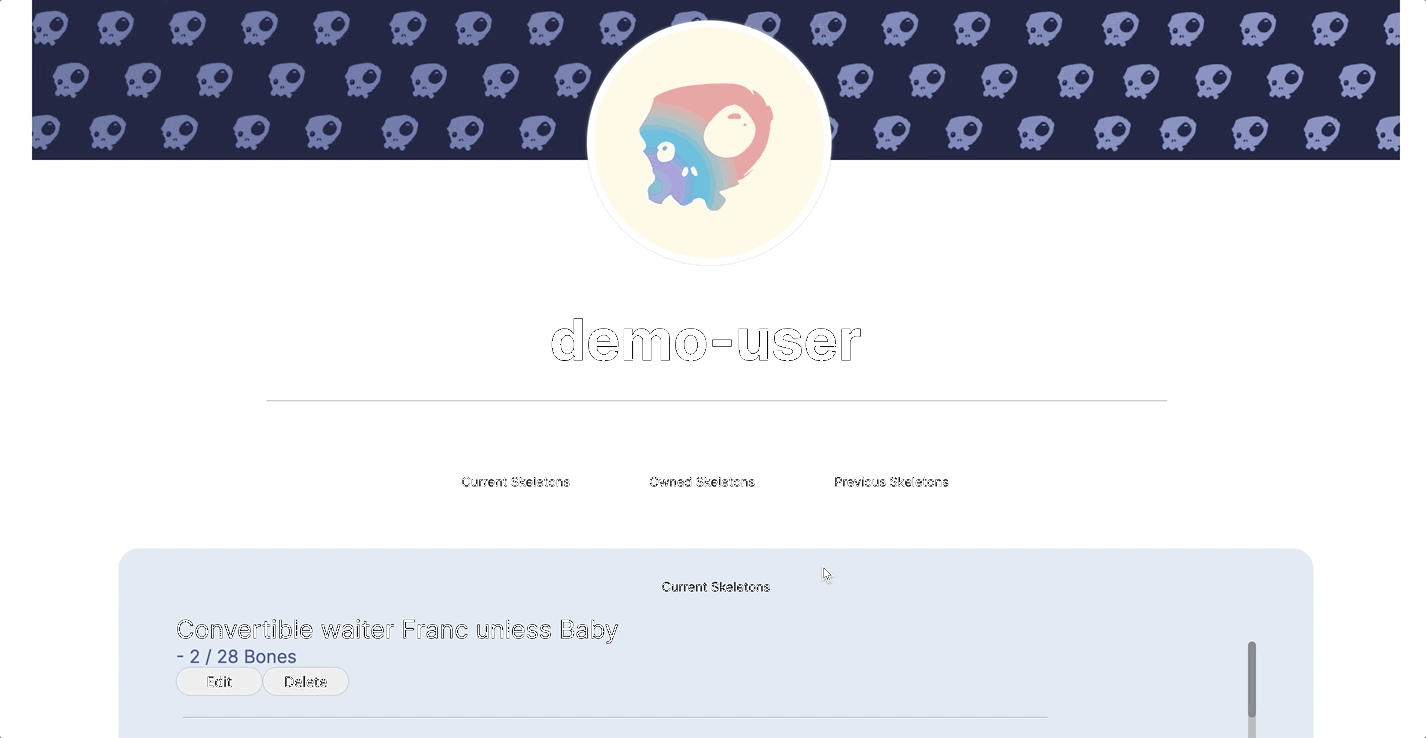 demo-user
Current Skeletons
Owned Skeletons
Previous Skeletons
Current Skeletons
Convertible waiter Franc unless Baby
- 2 / 28 Bones
Edit
Delete